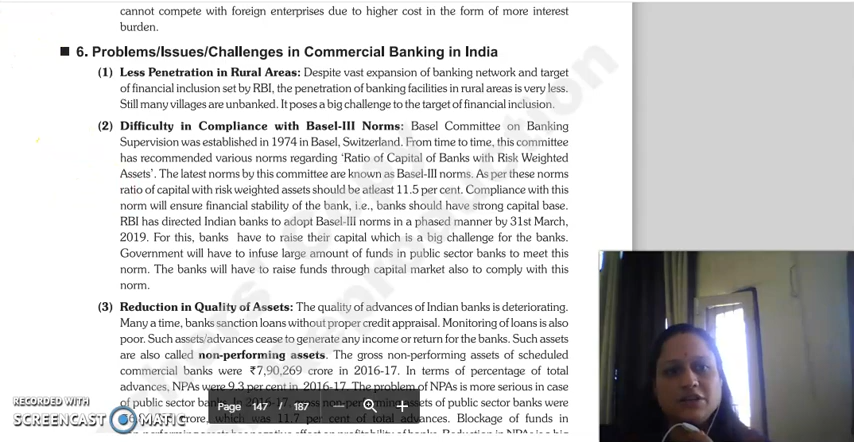 cannot compete with foreign enterprises due to higher cost in the form of more interest
burden.
■ 6. Problems/Issues/Challenges in Commercial Banking in India
(1) Less Penetration in Rural Areas: Despite vast expansion of banking network and target
of financial inclusion set by RBI, the penetration of banking facilities in rural areas is very less.
Still many villages are unbanked. It poses a big challenge to the target of financial inclusion.
(2) Difficulty in Compliance with Basel-III Norms: Basel Committee on Banking
Supervision was established in 1974 in Basel, Switzerland. From time to time, this committee
has recommended various norms regarding 'Ratio of Capital of Banks with Risk Weighted
Assets'. The latest norms by this committee are known as Basel-III norms. As per these norms
ratio of capital with risk weighted assets should be atleast 11.5 per cent. Compliance with this
norm will ensure financial stability of the bank, i.e., banks should have strong capital base.
RBI has directed Indian banks to adopt Basel-III norms in a phased manner by 31st March,
2019. For this, banks have to raise their capital which is a big challenge for the banks.
Government will have to infuse large amount of funds in public sector banks to meet this
norm. The banks will have to raise funds through capital market also to comply with this
norm.
(3) Reduction in Quality of Assets: The quality of advances of Indian banks is deteriorating.
Many a time, banks sanction loans without proper credit appraisal. Monitoring of loans is also
poor. Such assets/advances cease to generate any income or return for the banks. Such assets
are also called non-performing assets. The gross non-performing assets of scheduled
commercial banks were ₹7,90,269 crore in 2016-17. In terms of percentage of total
advances, NPAs were 9.3 per cent in 2016-17. The problem of NPAs is more serious in case
of public sector banks. In 2016-17, gross non-performing assets of public sector banks were
crore, which was 11.7 per cent of total advances. Blockage of funds in
Page 147 / 187
RECORDED WITH
SCREENCAST MATIC